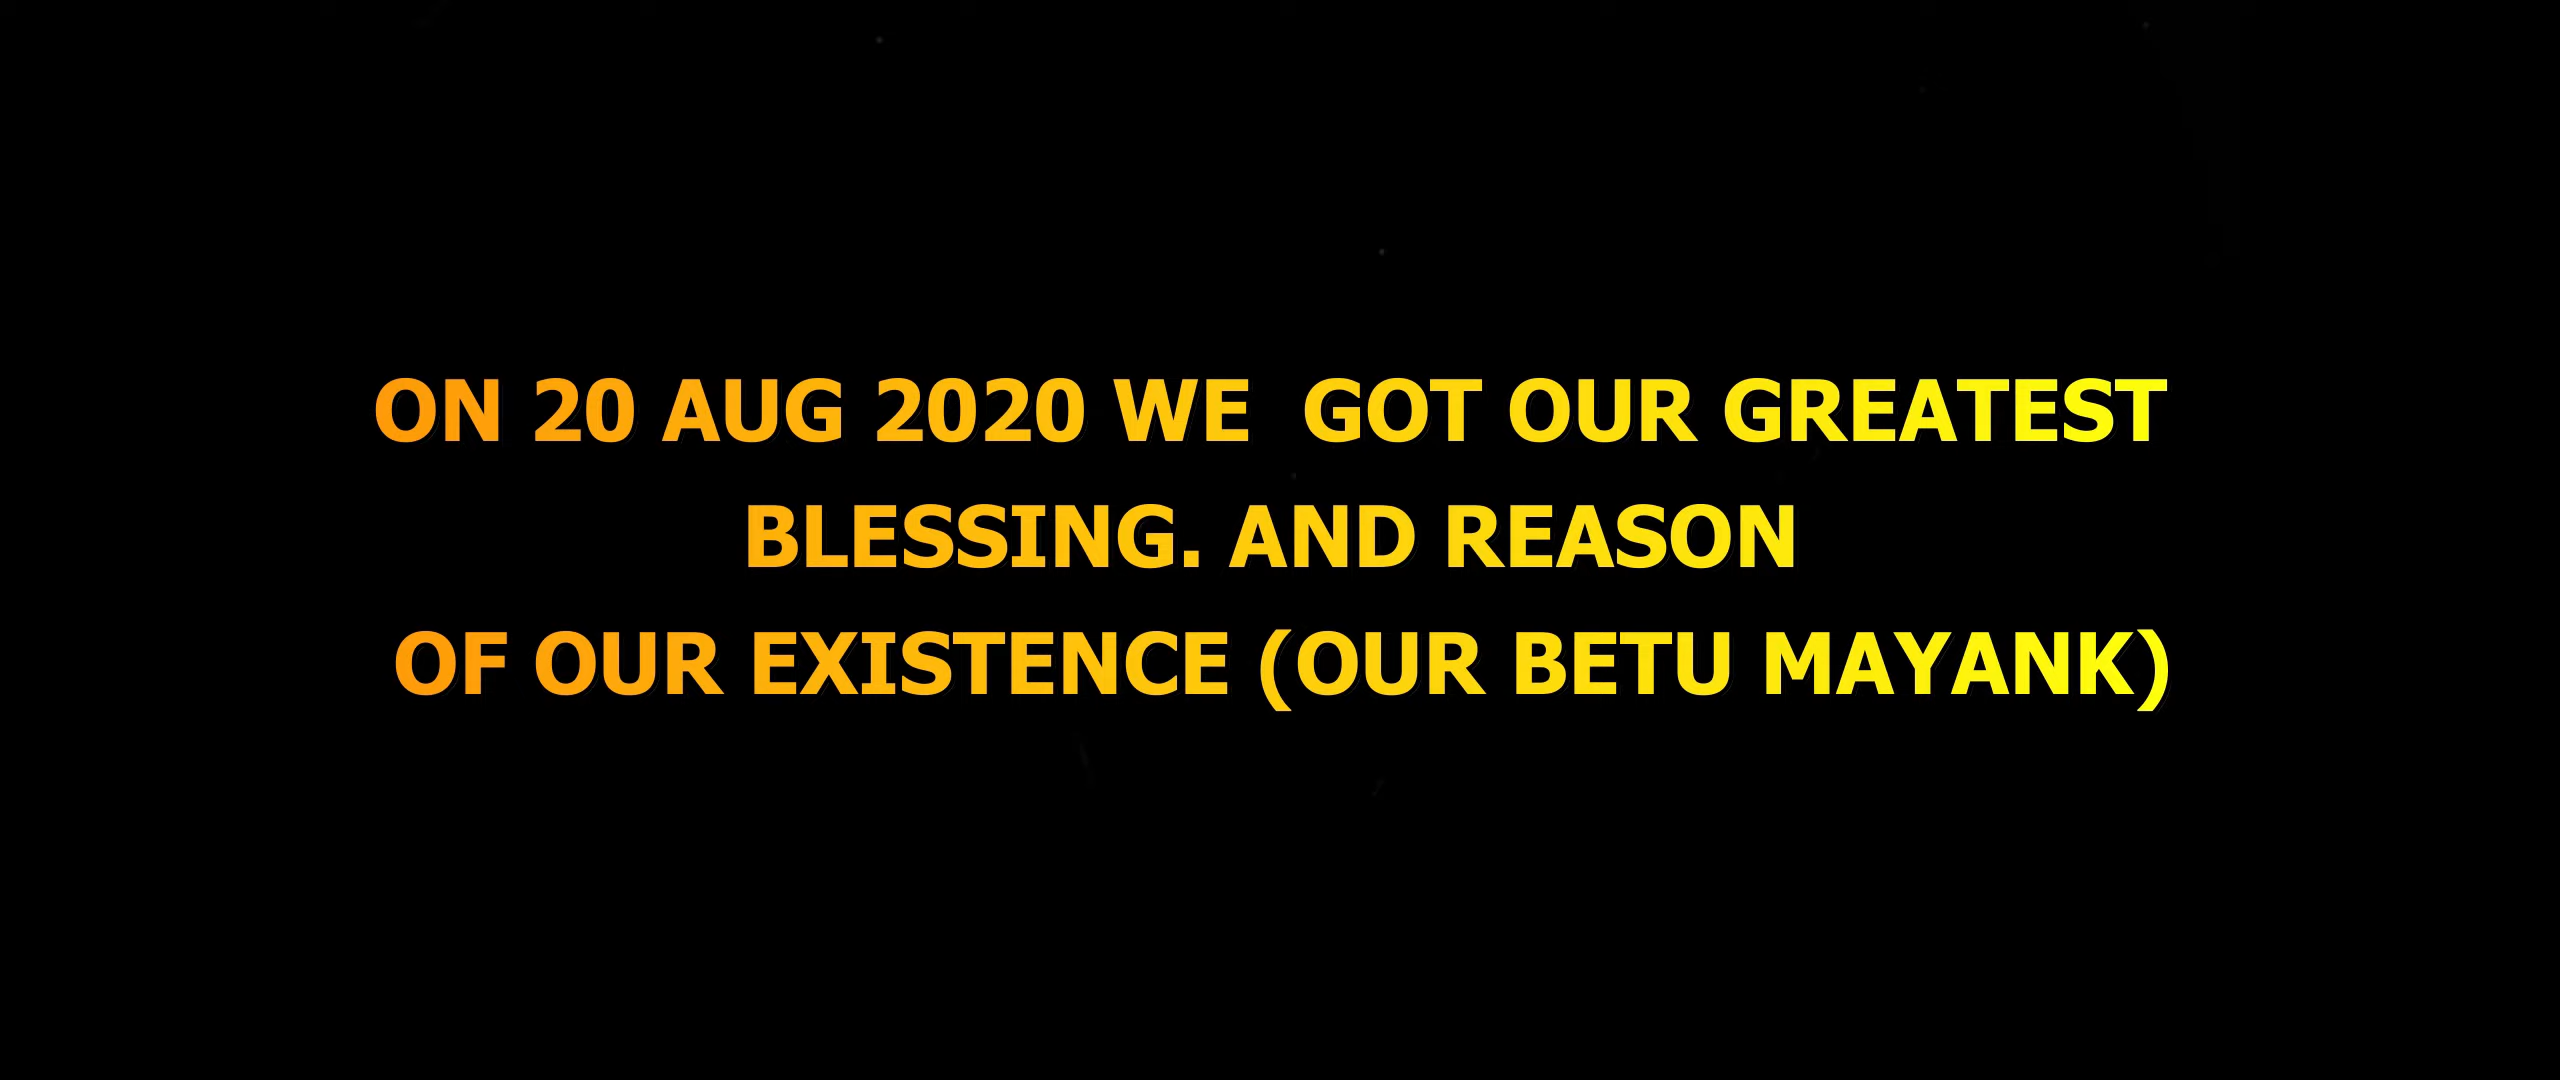 ON 20 AUG 2020 WE  GOT OUR GREATEST
BLESSING. AND REASON
OF OUR EXISTENCE (OUR BETU MAYANK)